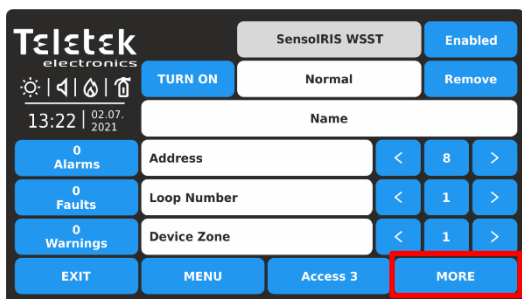 Teletek
electronics
SensoIRIS WSST
Enabled
TURN ON
Normal
Remove
13:22 | 02.07.
2021
Name
0
Alarms
Address
< 8 >
0
Faults
Loop Number
< 1 >
0
Warnings
Device Zone
< 1 >
EXIT
MENU
Access 3
MORE